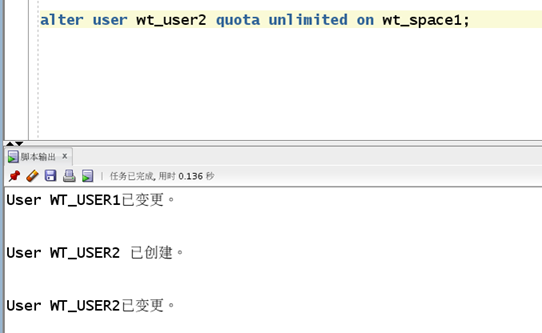 alter user wt_user2 quota unlimited on wt_space1;
脚本输出 x
任务已完成, 用时 0.136 秒
User WT_USER1已变更。
User WT_USER2 已创建。
User WT_USER2已变更。